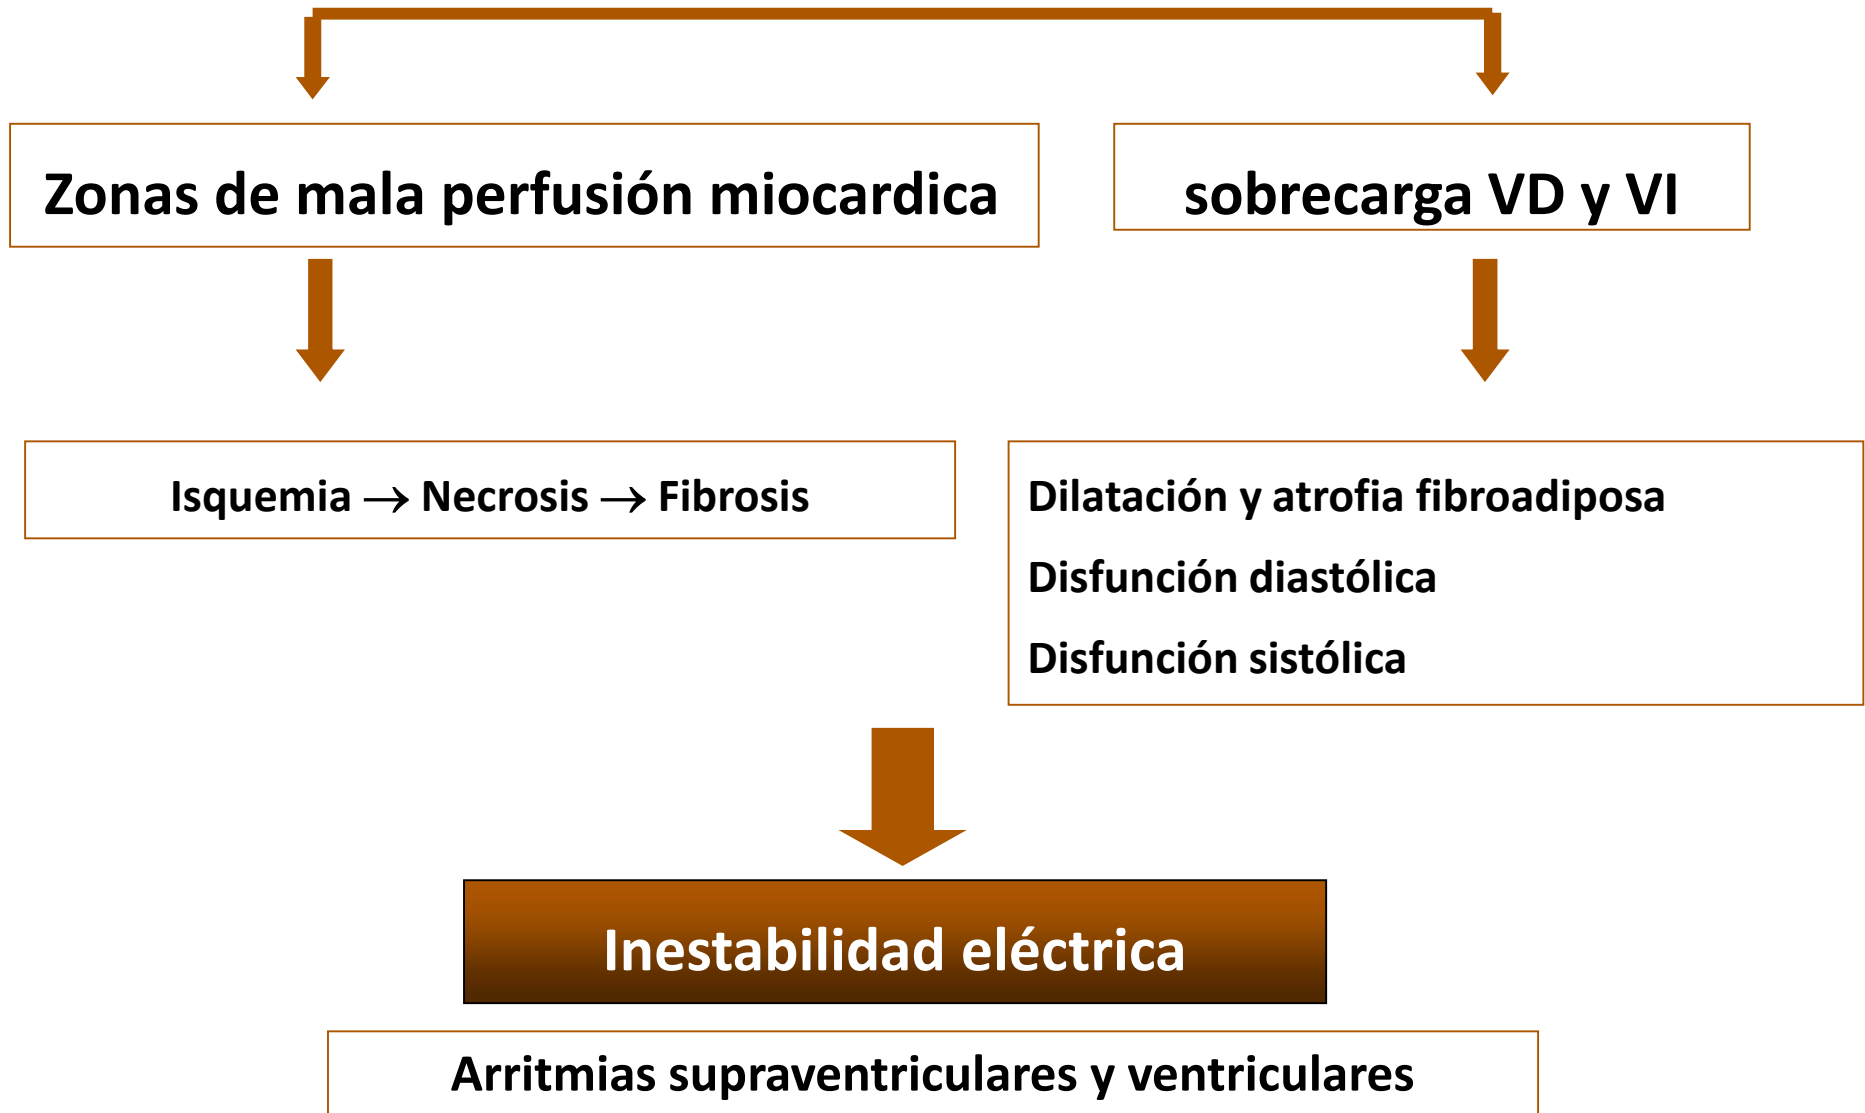 Zonas de mala perfusión miocardica
sobrecarga VD y VI
Isquemia → Necrosis → Fibrosis
Dilatación y atrofia fibroadiposa
Disfunción diastólica
Disfunción sistólica
Inestabilidad eléctrica
Arritmias supraventriculares y ventriculares